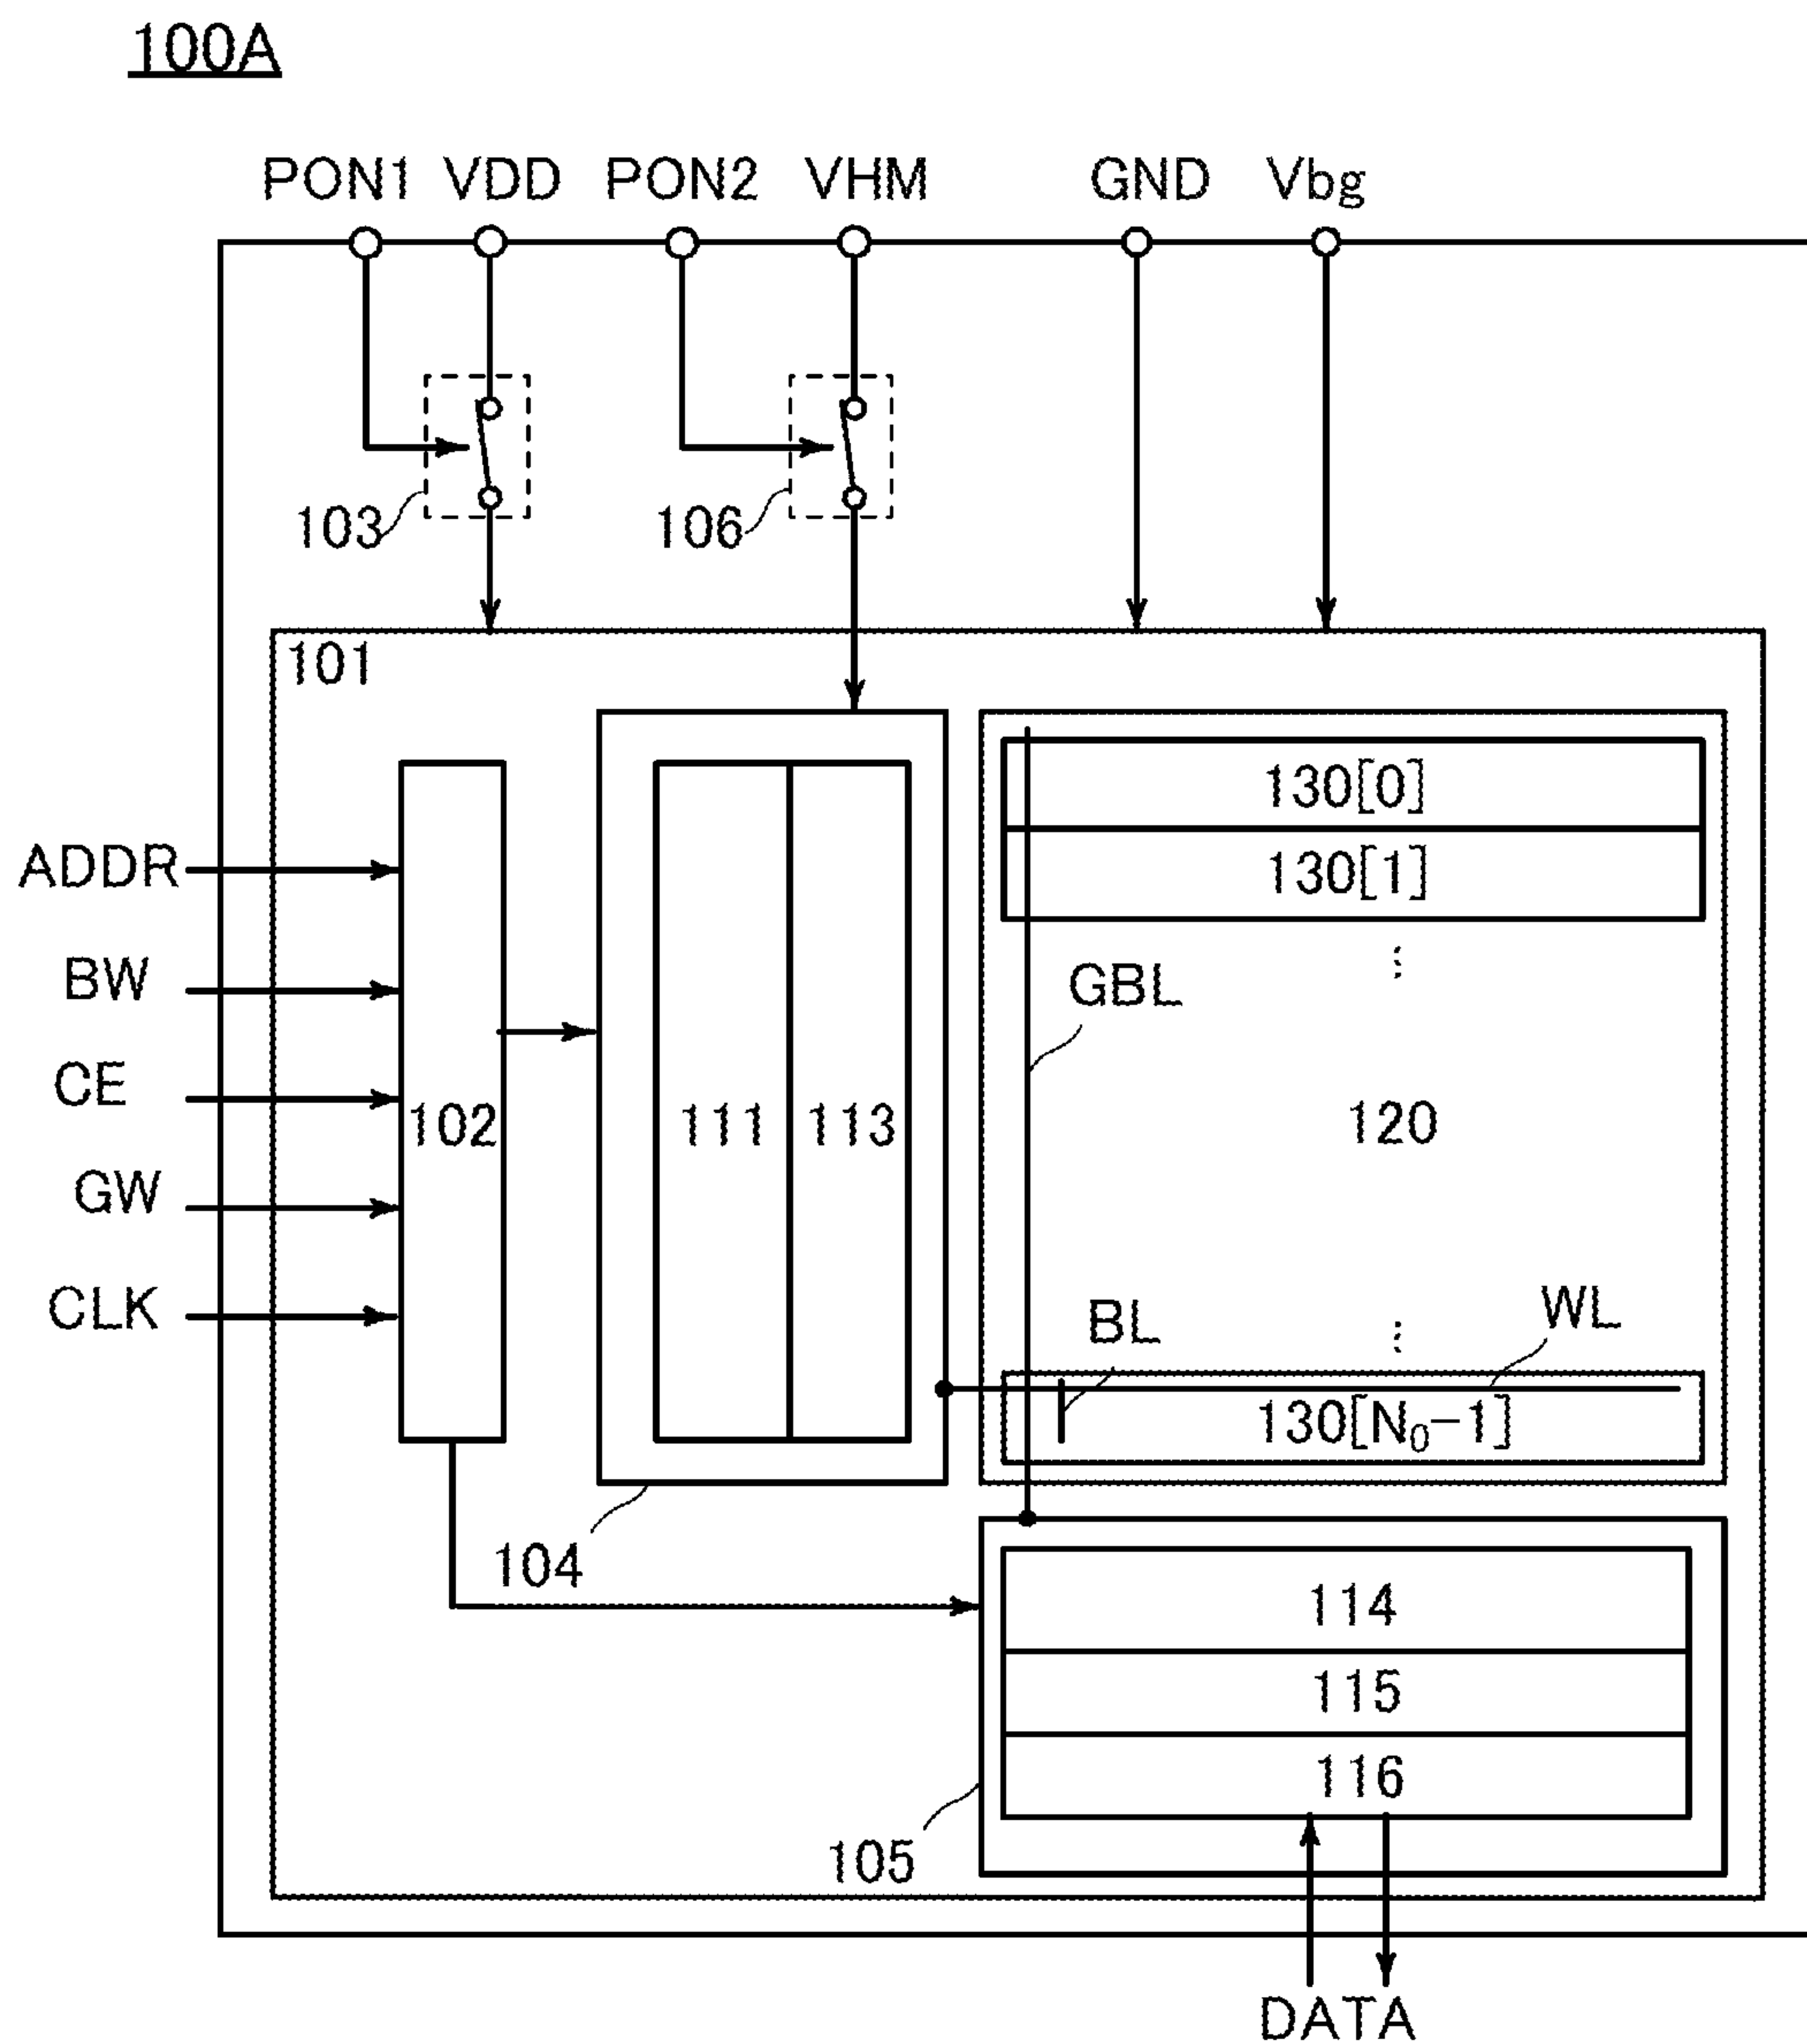 100A
PON1 VDD PON2 VHM GND Vbg
103 106
101
130[0]
ADDR
130[1]
BW
GBL
CE
102 111 113 120
GW
CLK
BL WL
130[N₀-1]
104
114
115
116
105
DATA